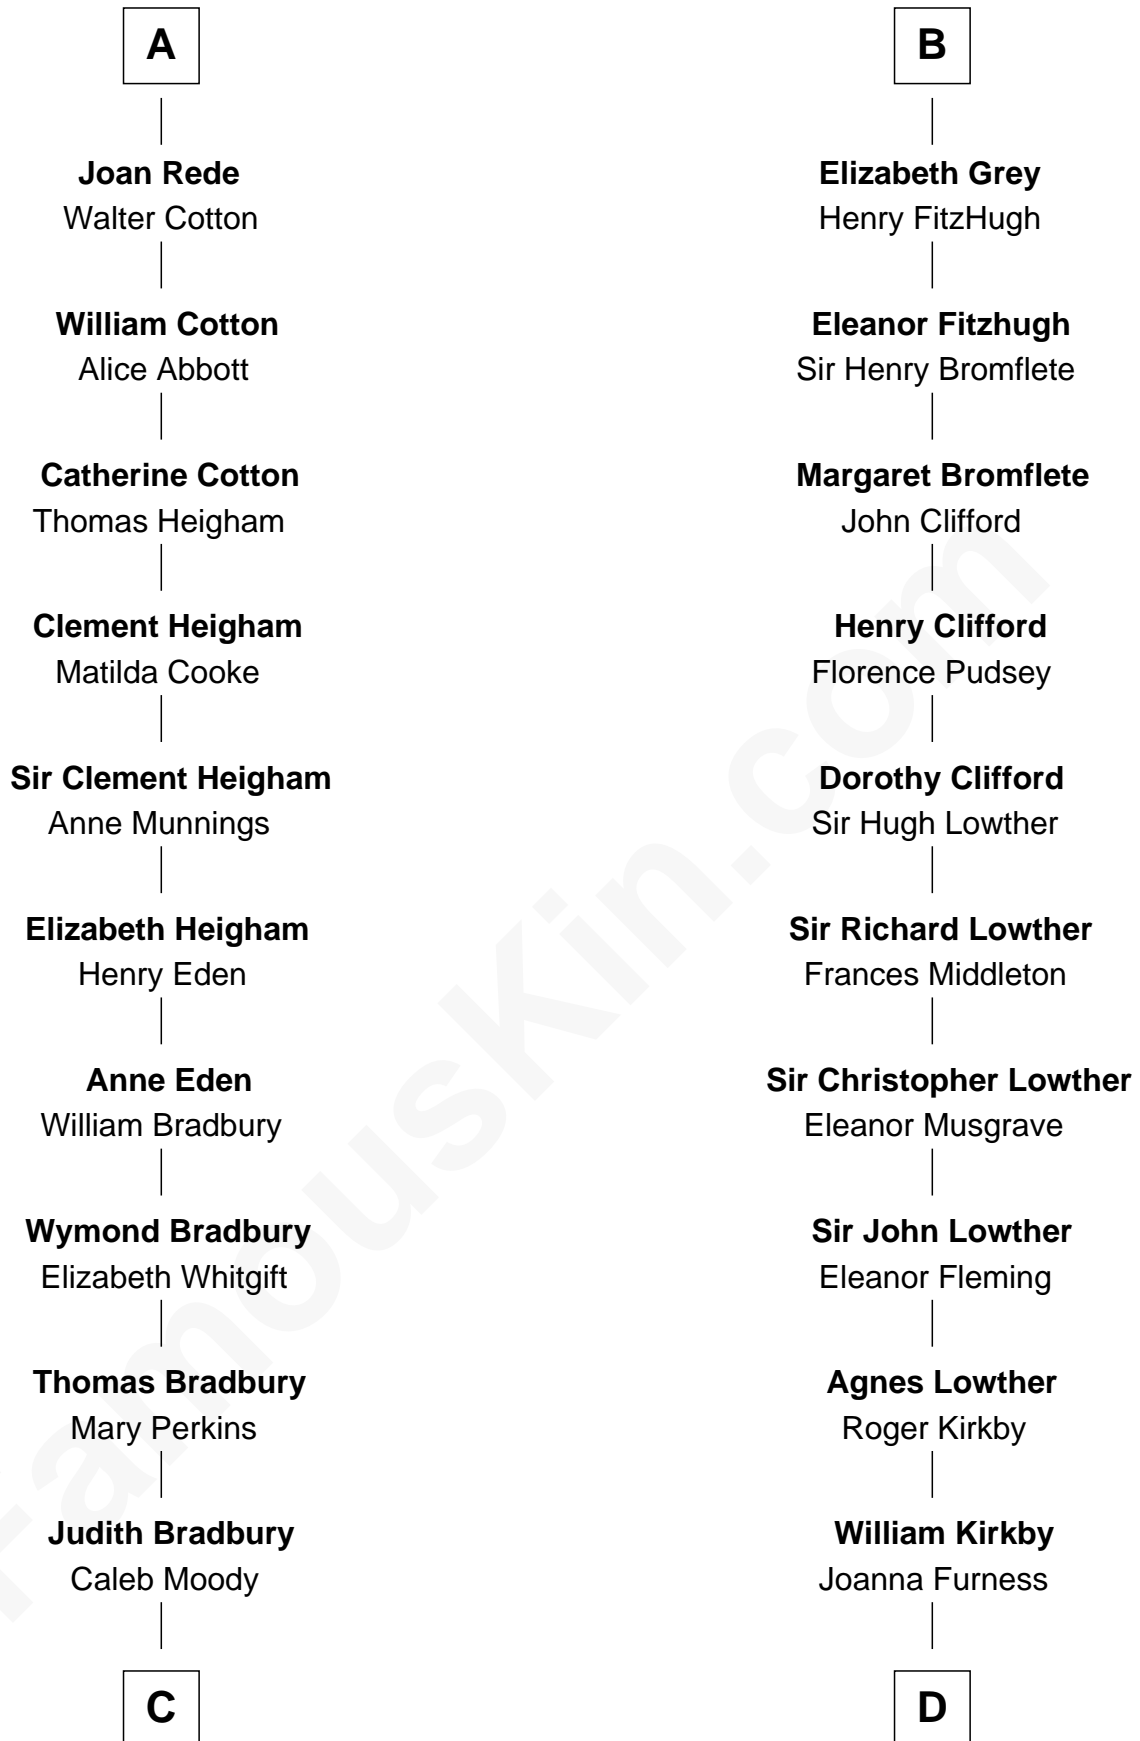 A
Joan Rede
Walter Cotton
William Cotton
Alice Abbott
Catherine Cotton
Thomas Heigham
Clement Heigham
Matilda Cooke
Sir Clement Heigham
Anne Munnings
Elizabeth Heigham
Henry Eden
Anne Eden
William Bradbury
Wymond Bradbury
Elizabeth Whitgift
Thomas Bradbury
Mary Perkins
Judith Bradbury
Caleb Moody
C
B
Elizabeth Grey
Henry FitzHugh
Eleanor Fitzhugh
Sir Henry Bromflete
Margaret Bromflete
John Clifford
Henry Clifford
Florence Pudsey
Dorothy Clifford
Sir Hugh Lowther
Sir Richard Lowther
Frances Middleton
Sir Christopher Lowther
Eleanor Musgrave
Sir John Lowther
Eleanor Fleming
Agnes Lowther
Roger Kirkby
William Kirkby
Joanna Furness
D
FamousKin.com